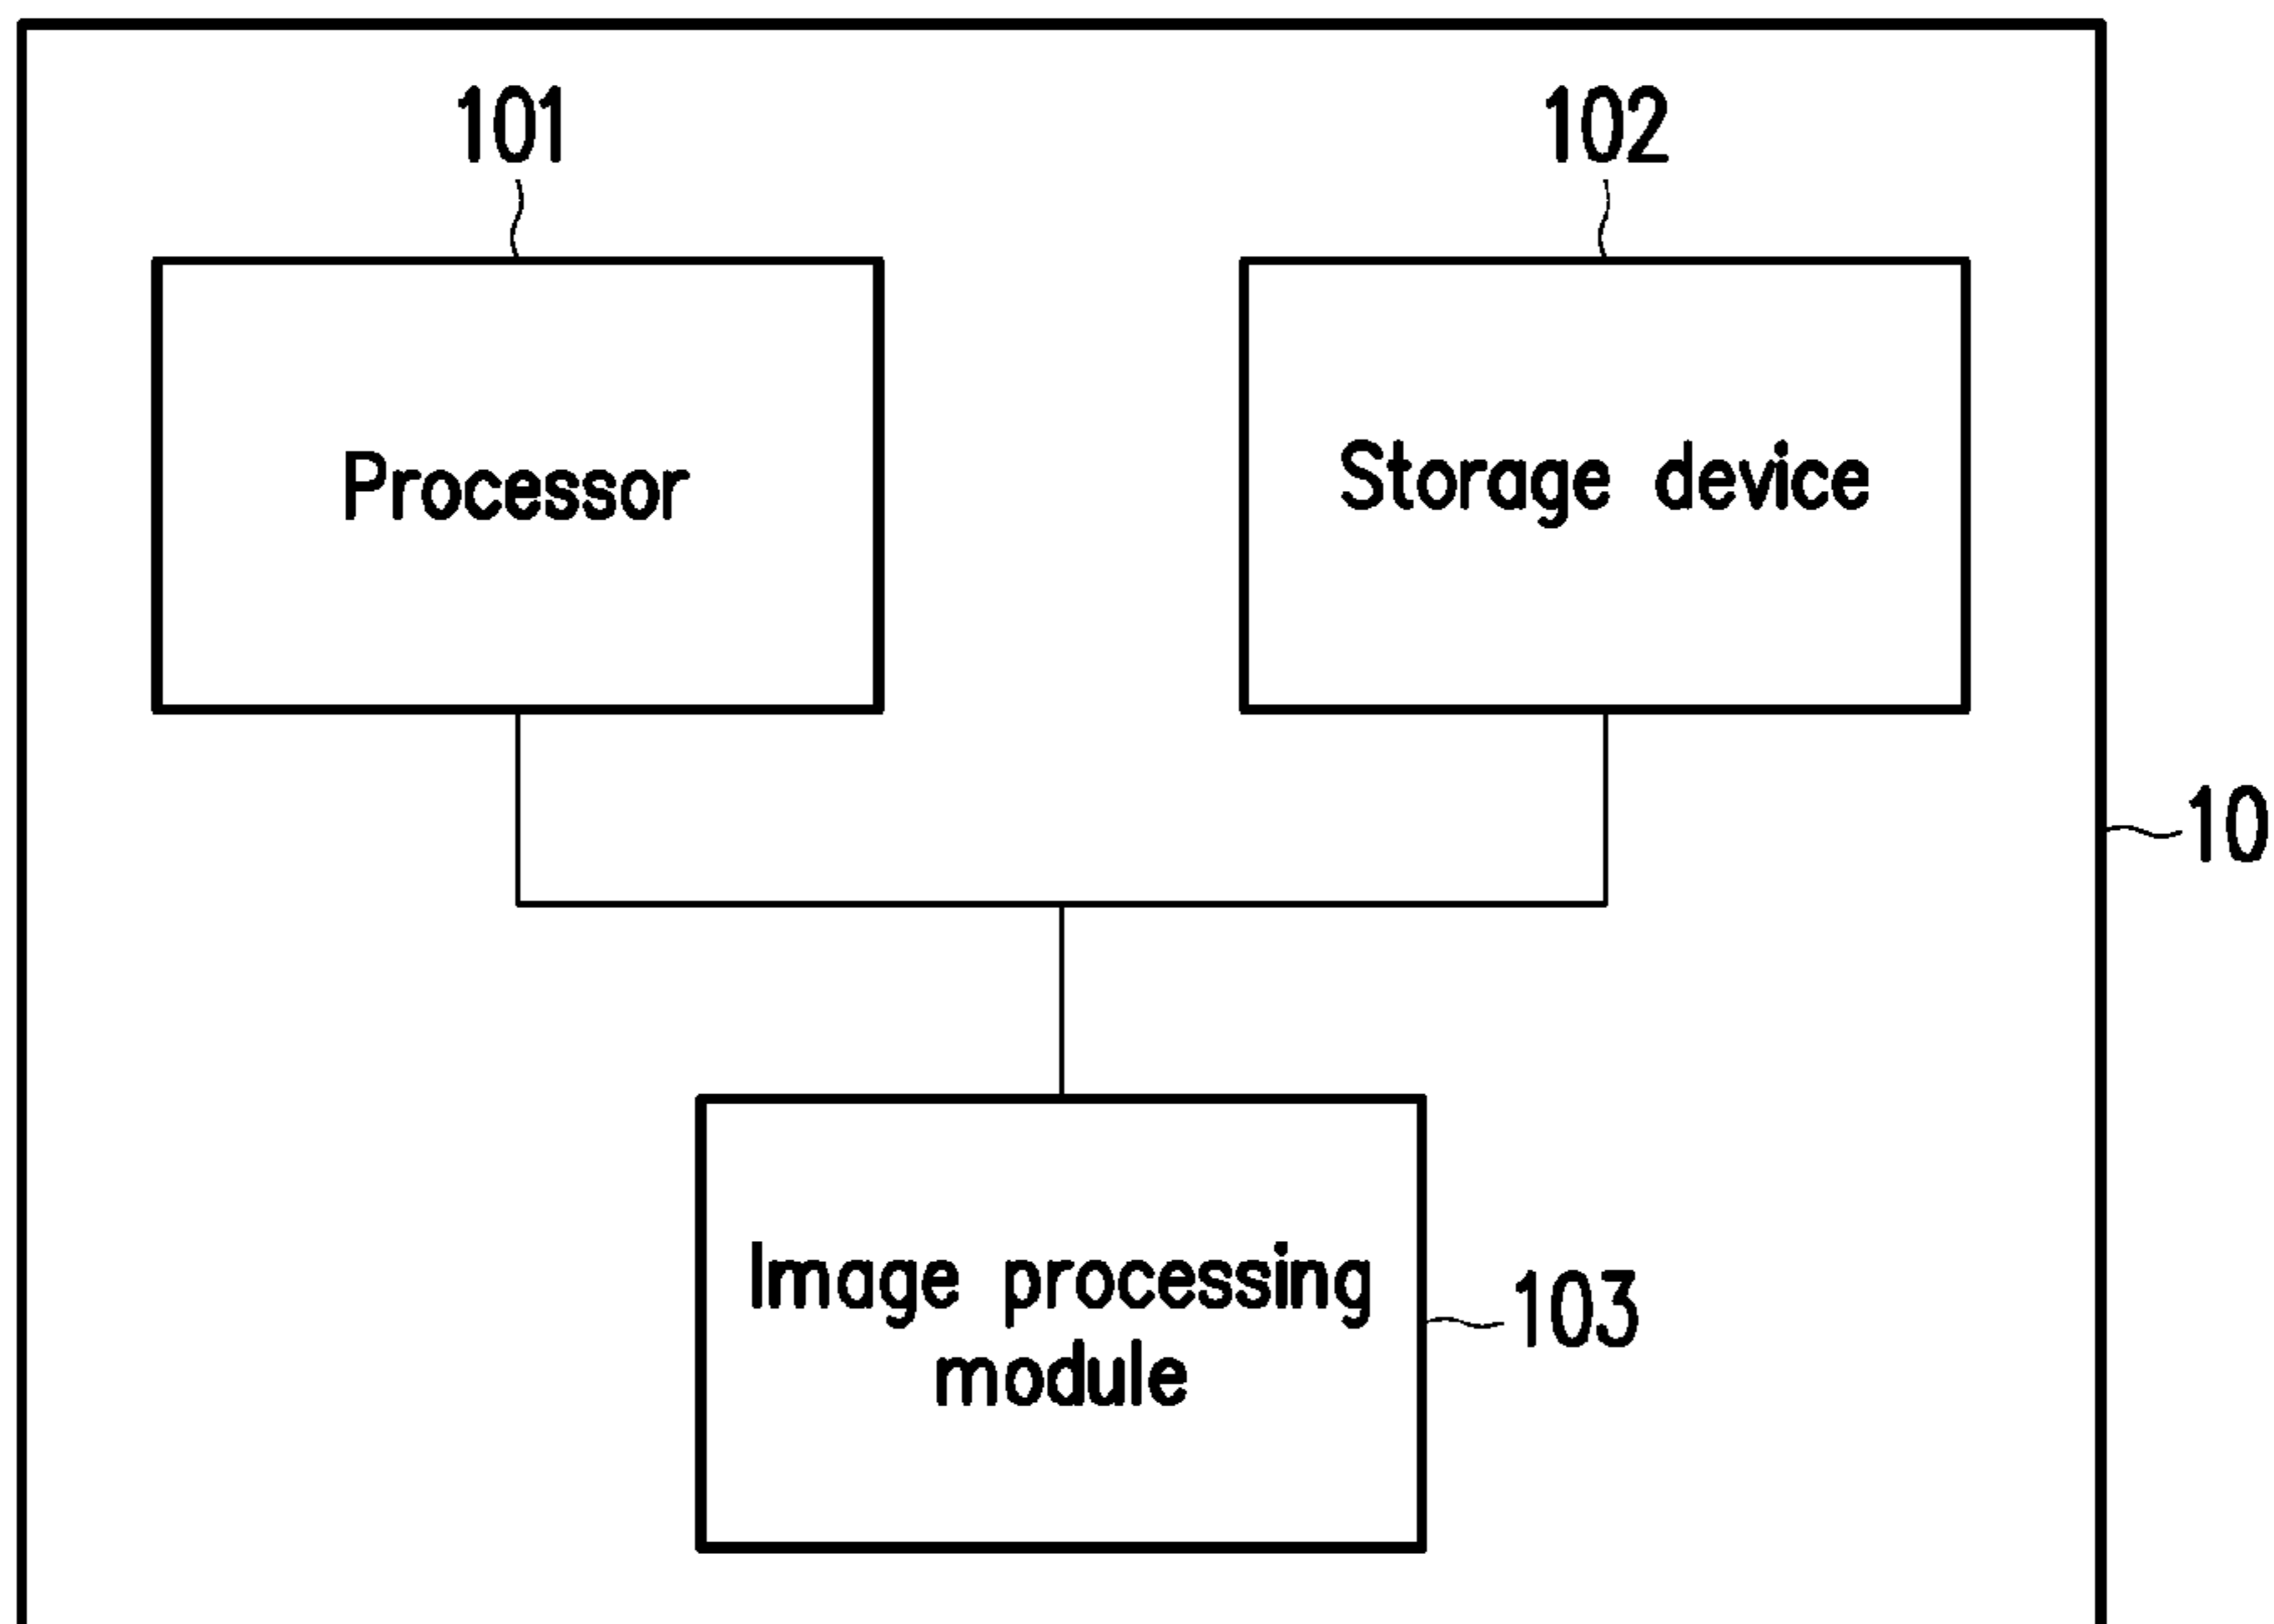 101
102
Processor
Storage device
10
Image processing
module
103